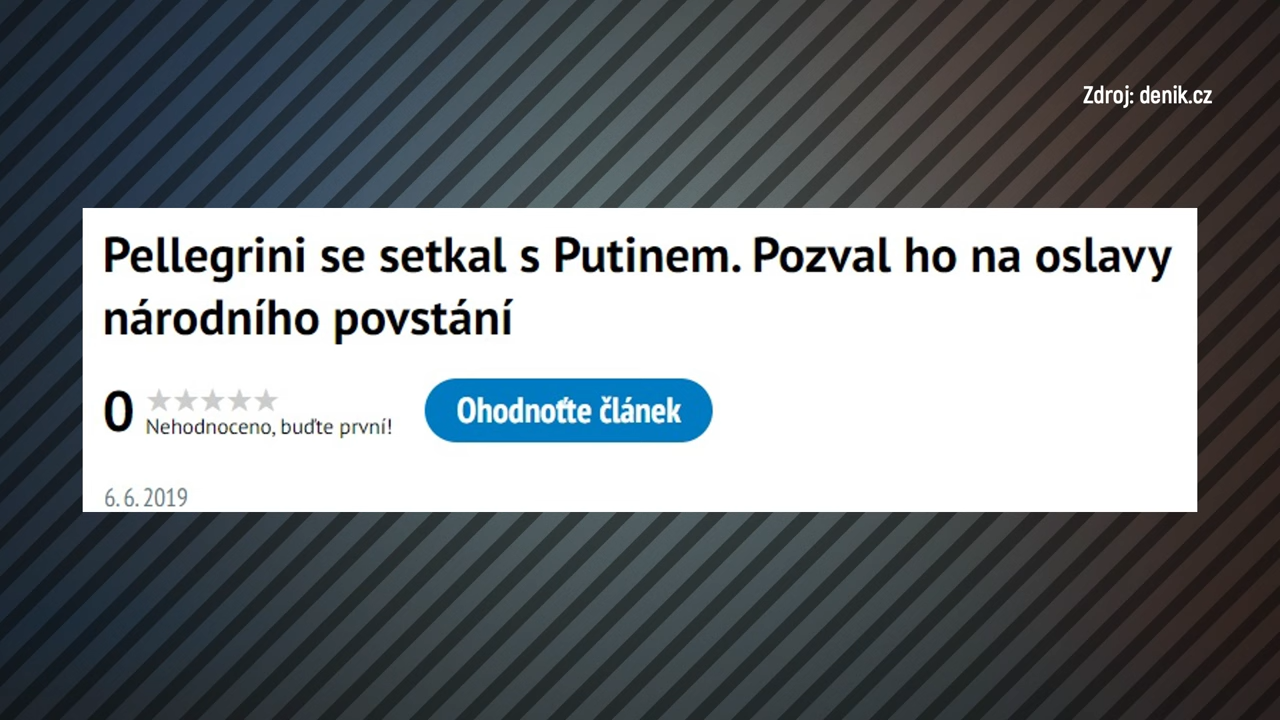 Zdroj: denik.cz
Pellegrini se setkal s Putinem. Pozval ho na oslavy
národního povstání
0
Nehodnoceno, buďte první!
Ohodnoťte článek
6. 6. 2019